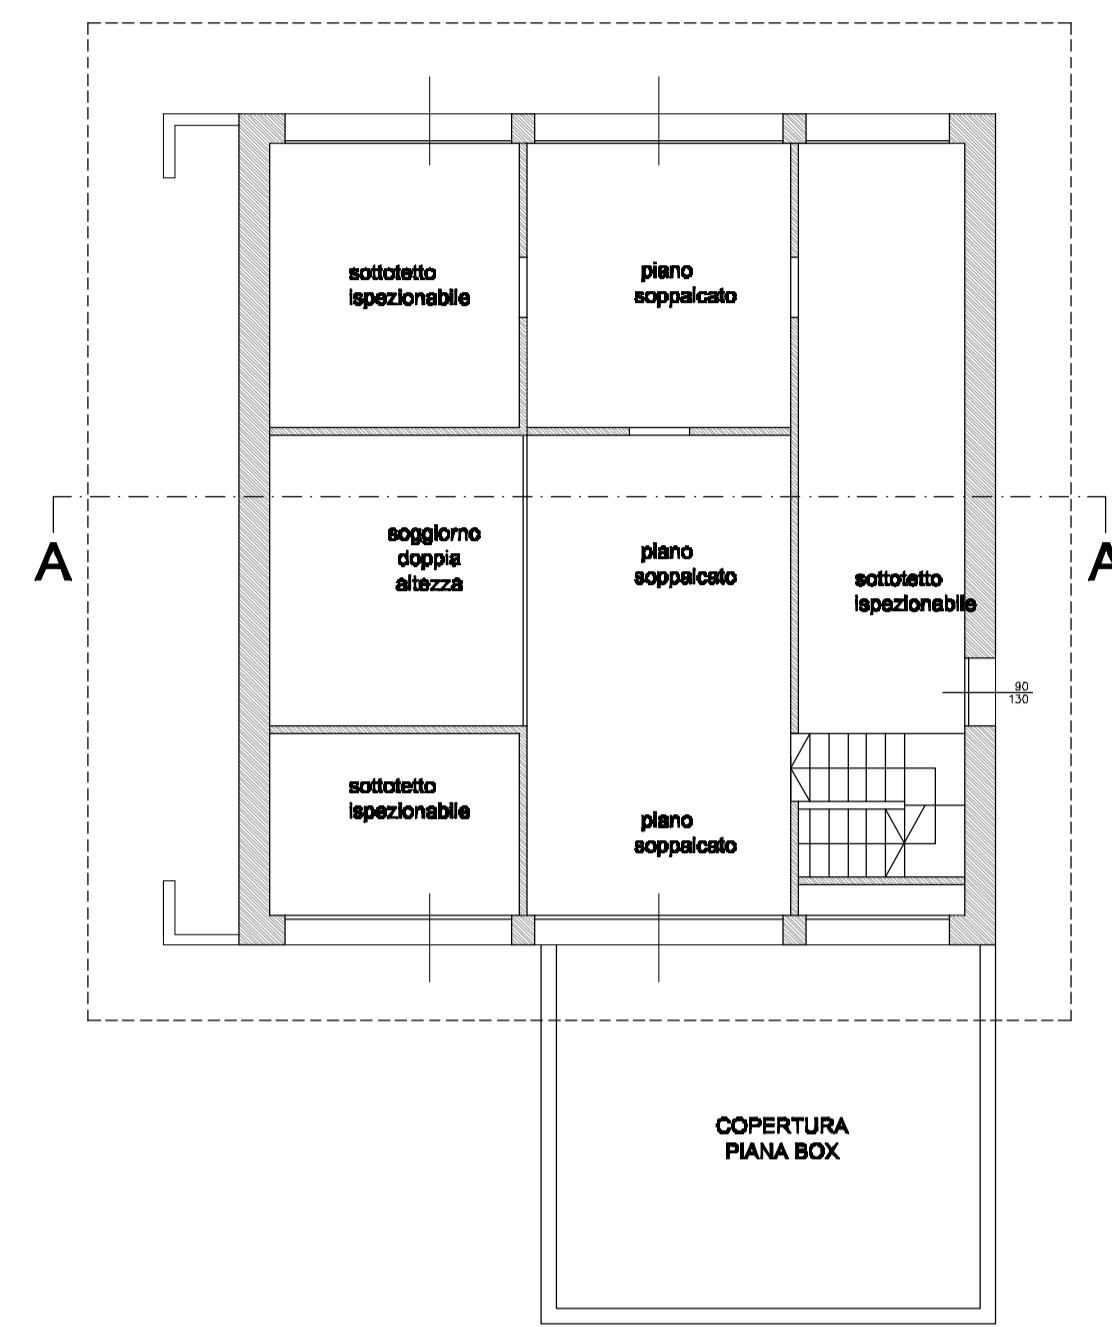 sottotetto
ispezionabile
piano
soppalcato
A
soggiorno
doppia
altezza
piano
soppalcato
sottotetto
ispezionabile
A
90
130
sottotetto
ispezionabile
piano
soppalcato
COPERTURA
PIANA BOX